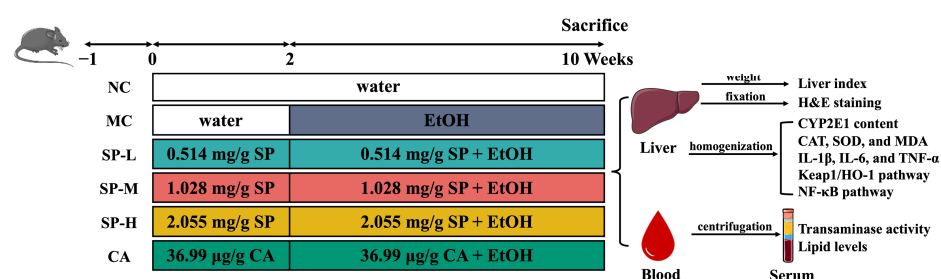 Sacrifice
−1 0 2 10 Weeks
NC water
MC water EtOH
SP-L 0.514 mg/g SP 0.514 mg/g SP + EtOH
SP-M 1.028 mg/g SP 1.028 mg/g SP + EtOH
SP-H 2.055 mg/g SP 2.055 mg/g SP + EtOH
CA 36.99 μg/g CA 36.99 μg/g CA + EtOH
Liver
weight
Liver index
fixation
H&E staining
homogenization
CYP2E1 content
CAT, SOD, and MDA
IL-1β, IL-6, and TNF-α
Keap1/HO-1 pathway
NF-κB pathway
Blood
centrifugation
Serum
Transaminase activity
Lipid levels